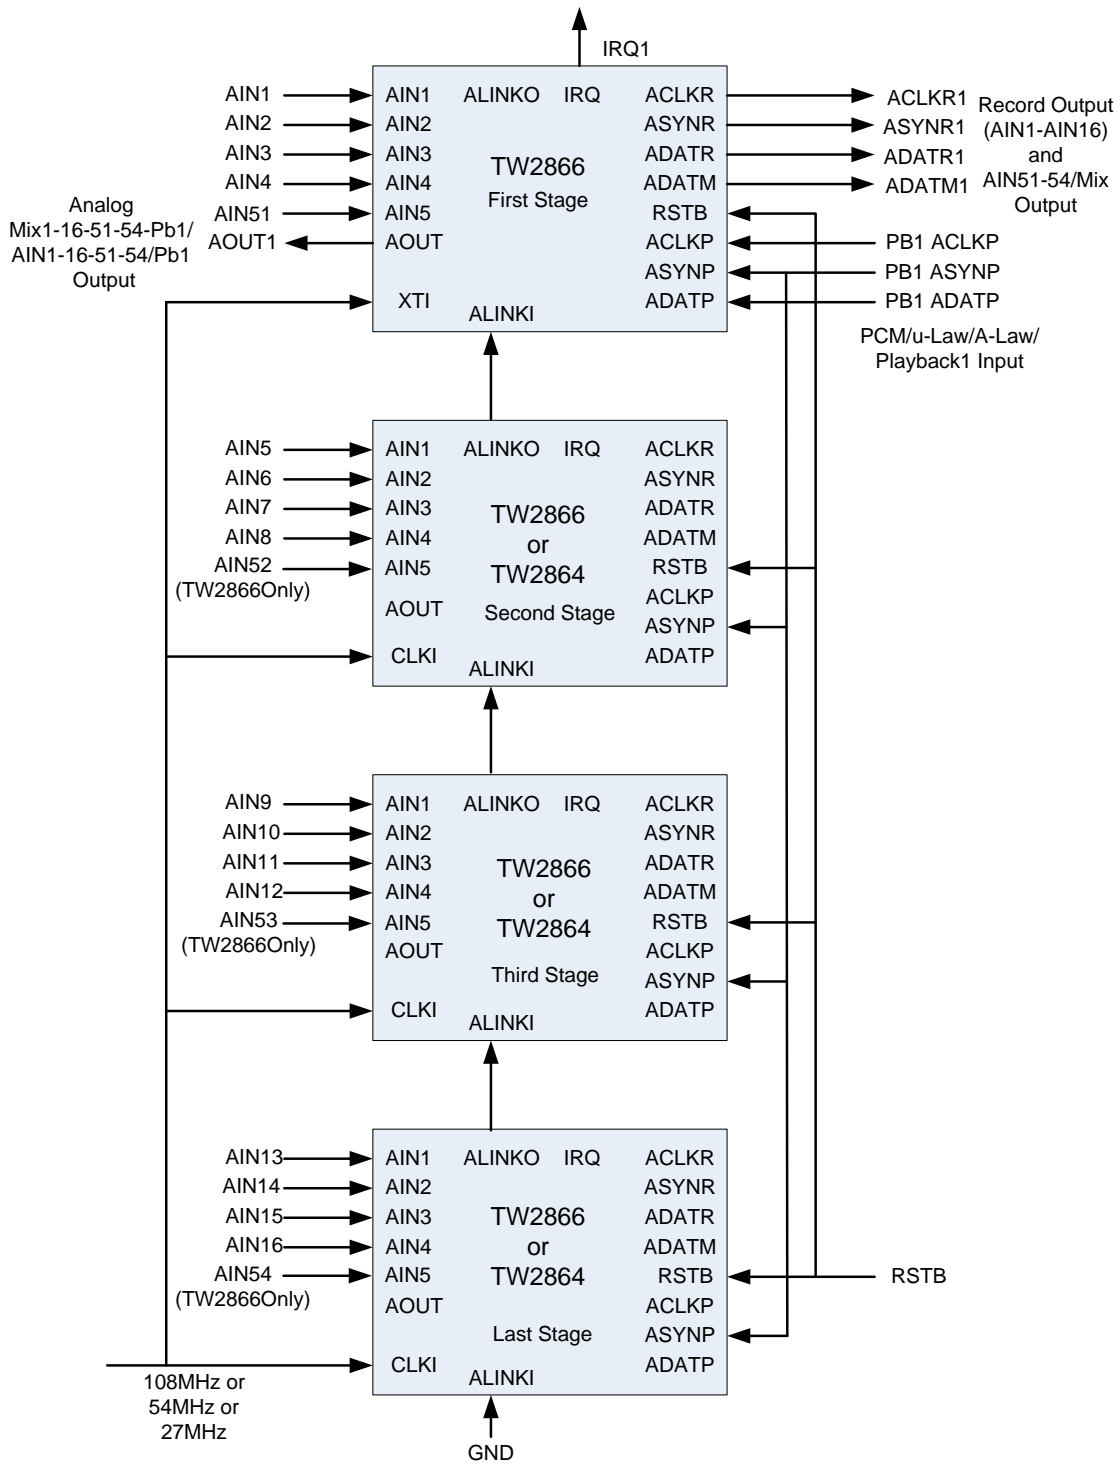 IRQ1
AIN1
AIN2
AIN3
AIN4
AIN51
AOUT1
Analog
Mix1-16-51-54-Pb1/
AIN1-16-51-54/Pb1
Output
AIN1 ALINKO IRQ ACLKR
AIN2 ASYNR
AIN3 ADATR
AIN4 ADATM
AIN5 RSTB
AOUT ACLKP
ASYNP
XTI ADATP
ALINKI
TW2866
First Stage
ACLKR1
ASYNR1
ADATR1
ADATM1
Record Output
(AIN1-AIN16)
and
AIN51-54/Mix
Output
PB1 ACLKP
PB1 ASYNP
PB1 ADATP
PCM/u-Law/A-Law/
Playback1 Input
AIN5
AIN6
AIN7
AIN8
AIN52
(TW2866Only)
AIN1 ALINKO IRQ ACLKR
AIN2 ASYNR
AIN3 ADATR
AIN4 ADATM
AIN5 RSTB
AOUT ACLKP
ASYNP
CLKI ADATP
ALINKI
TW2866
or
TW2864
Second Stage
AIN9
AIN10
AIN11
AIN12
AIN53
(TW2866Only)
AIN1 ALINKO IRQ ACLKR
AIN2 ASYNR
AIN3 ADATR
AIN4 ADATM
AIN5 RSTB
AOUT ACLKP
ASYNP
CLKI ADATP
ALINKI
TW2866
or
TW2864
Third Stage
AIN13
AIN14
AIN15
AIN16
AIN54
(TW2866Only)
AIN1 ALINKO IRQ ACLKR
AIN2 ASYNR
AIN3 ADATR
AIN4 ADATM
AIN5 RSTB
AOUT ACLKP
ASYNP
CLKI ADATP
ALINKI
TW2866
or
TW2864
Last Stage
RSTB
108MHz or
54MHz or
27MHz
GND